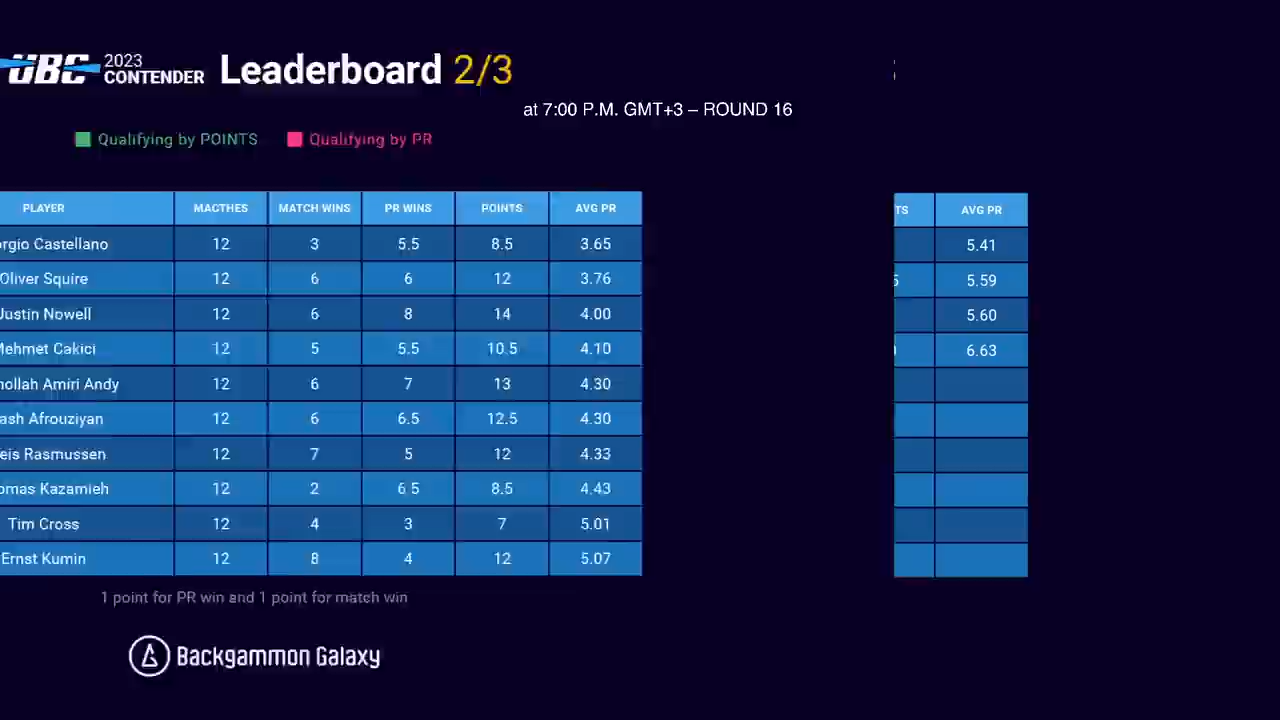 UBC 2023 CONTENDER Leaderboard 2/3
at 7:00 P.M. GMT+3 – ROUND 16
Qualifying by POINTS Qualifying by PR
PLAYER MACTHES MATCH WINS PR WINS POINTS AVG PR
rgio Castellano 12 3 5.5 8.5 3.65
Oliver Squire 12 6 6 12 3.76
Justin Nowell 12 6 8 14 4.00
Mehmet Cakici 12 5 5.5 10.5 4.10
ollah Amiri Andy 12 6 7 13 4.30
ash Afrouziyan 12 6 6.5 12.5 4.30
eis Rasmussen 12 7 5 12 4.33
omas Kazamieh 12 2 6.5 8.5 4.43
Tim Cross 12 4 3 7 5.01
Ernst Kumin 12 8 4 12 5.07
TS AVG PR
5.41
5.59
5.60
6.63
1 point for PR win and 1 point for match win
Backgammon Galaxy